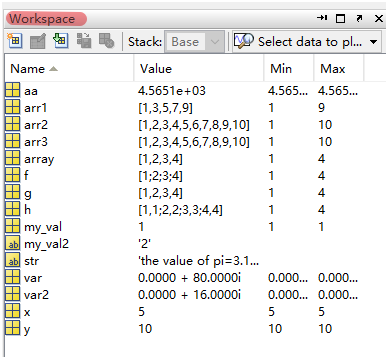 Workspace
Stack: Base Select data to pl...
Name Value Min Max
aa 4.5651e+03 4.565... 4.565...
arr1 [1,3,5,7,9] 1 9
arr2 [1,2,3,4,5,6,7,8,9,10] 1 10
arr3 [1,2,3,4,5,6,7,8,9,10] 1 10
array [1,2,3,4] 1 4
f [1;2;3;4] 1 4
g [1,2,3,4] 1 4
h [1,1;2,2;3,3;4,4] 1 4
my_val 1 1 1
ab my_val2 '2'
ab str 'the value of pi=3.1...
var 0.0000 + 80.0000i 0.000... 0.000...
var2 0.0000 + 16.0000i 0.000... 0.000...
x 5 5 5
y 10 10 10